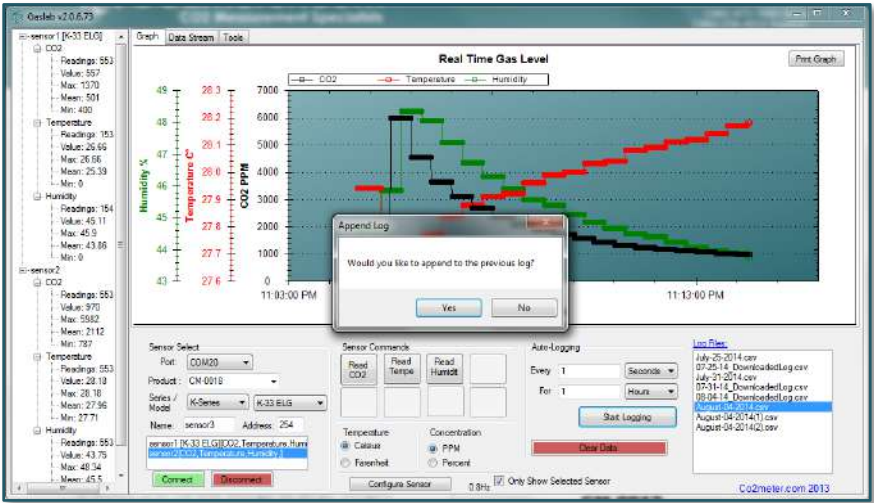 Gaslab v2.0.6.73
CO2 Measurement Specialists
sensor1 [K-33 ELG]
CO2
Readings: 553
Value: 557
Max: 1370
Mean: 501
Min: 400
Temperature
Readings: 153
Value: 26.66
Max: 26.66
Mean: 25.39
Min: 0
Humidity
Readings: 154
Value: 45.11
Max: 45.9
Mean: 43.86
Min: 0
sensor2
CO2
Readings: 553
Value: 970
Max: 5982
Mean: 2112
Min: 787
Temperature
Readings: 553
Value: 28.18
Max: 28.18
Mean: 27.96
Min: 27.71
Humidity
Readings: 553
Value: 43.75
Max: 48.34
Mean: 45.5
Graph Data Stream Tools
Real Time Gas Level
Print Graph
CO2 Temperature Humidity
49 28.3 7000
48 28.2 6000
5000
47 28.1
4000
46 28.0
3000
45 27.9
2000
44 27.8
1000
27.7
43 27.6 0
Humidity %
Temperature C°
CO2 PPM
11:03:00 PM 11:13:00 PM
Append Log
Would you like to append to the previous log?
Yes No
Sensor Select
Port: COM20
Product: CM-0018
Series / Model K-Series K-33 ELG
Name: sensor3 Address: 254
sensor1 [K-33 ELG][CO2,Temperature,Humi
sensor2[CO2,Temperature,Humidity,]
Connect Disconnect
Sensor Commands
Read CO2 Read Tempe Read Humidit
Temperature
Celsius
Farenheit
Concentration
PPM
Percent
Configure Sensor 0.8Hz Only Show Selected Sensor
Auto-Logging
Every 1 Seconds
For 1 Hours
Start Logging
Clear Data
Log Files:
July-25-2014.csv
07-25-14_DownloadedLog.csv
July-31-2014.csv
07-31-14_DownloadedLog.csv
08-04-14_DownloadedLog.csv
August-04-2014.csv
August-04-2014(1).csv
August-04-2014(2).csv
Co2meter.com 2013